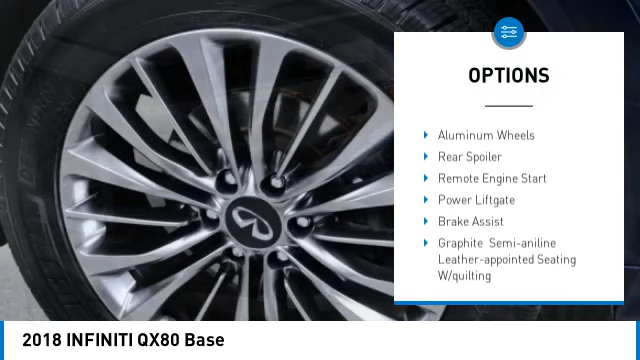 OPTIONS
Aluminum Wheels
Rear Spoiler
Remote Engine Start
Power Liftgate
Brake Assist
Graphite Semi-aniline
Leather-appointed Seating
W/quilting
2018 INFINITI QX80 Base